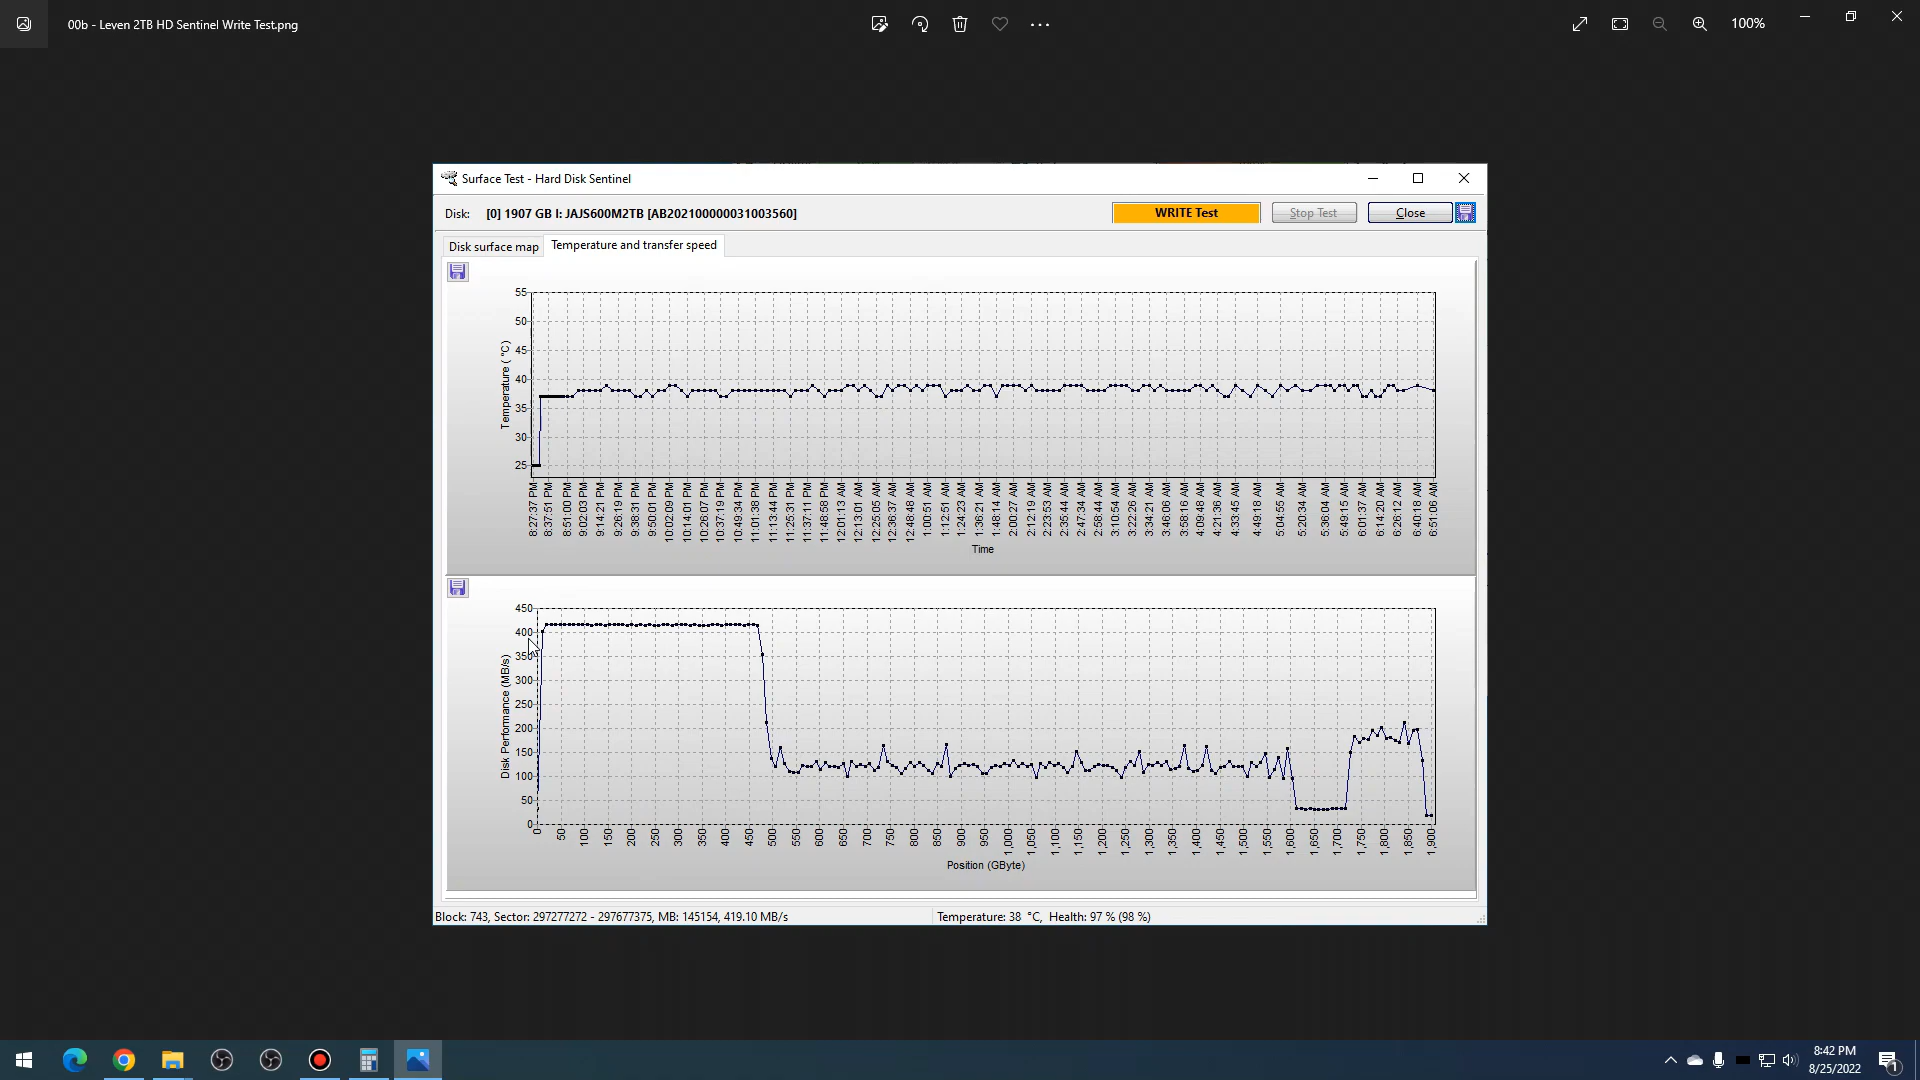 00b - Leven 2TB HD Sentinel Write Test.png
100%
Surface Test - Hard Disk Sentinel
Disk: [0] 1907 GB I: JAJS600M2TB [AB202100000031003560]
WRITE Test
Stop Test
Close
Disk surface map
Temperature and transfer speed
55
50
45
40
35
30
25
Temperature ( °C)
8:27:37 PM
8:37:51 PM
8:51:00 PM
9:02:03 PM
9:14:21 PM
9:26:19 PM
9:38:31 PM
9:50:01 PM
10:02:09 PM
10:14:01 PM
10:26:07 PM
10:37:19 PM
10:49:34 PM
11:01:38 PM
11:13:44 PM
11:25:31 PM
11:37:11 PM
11:48:58 PM
12:01:13 AM
12:13:01 AM
12:25:05 AM
12:36:37 AM
12:48:48 AM
1:00:51 AM
1:12:51 AM
1:24:23 AM
1:36:21 AM
1:48:14 AM
2:00:27 AM
2:12:19 AM
2:23:53 AM
2:35:44 AM
2:47:34 AM
2:58:44 AM
3:10:54 AM
3:22:26 AM
3:34:21 AM
3:46:06 AM
3:58:16 AM
4:09:48 AM
4:21:36 AM
4:33:45 AM
4:49:18 AM
5:04:55 AM
5:20:34 AM
5:36:04 AM
5:49:15 AM
6:01:37 AM
6:14:20 AM
6:26:12 AM
6:40:18 AM
6:51:06 AM
Time
450
400
350
300
250
200
150
100
50
0
Disk Performance (MB/s)
0
50
100
150
200
250
300
350
400
450
500
550
600
650
700
750
800
850
900
950
1,000
1,050
1,100
1,150
1,200
1,250
1,300
1,350
1,400
1,450
1,500
1,550
1,600
1,650
1,700
1,750
1,800
1,850
1,900
Position (GByte)
Block: 743, Sector: 297277272 - 297677375, MB: 145154, 419.10 MB/s
Temperature: 38 °C, Health: 97 % (98 %)
8:42 PM
8/25/2022
1